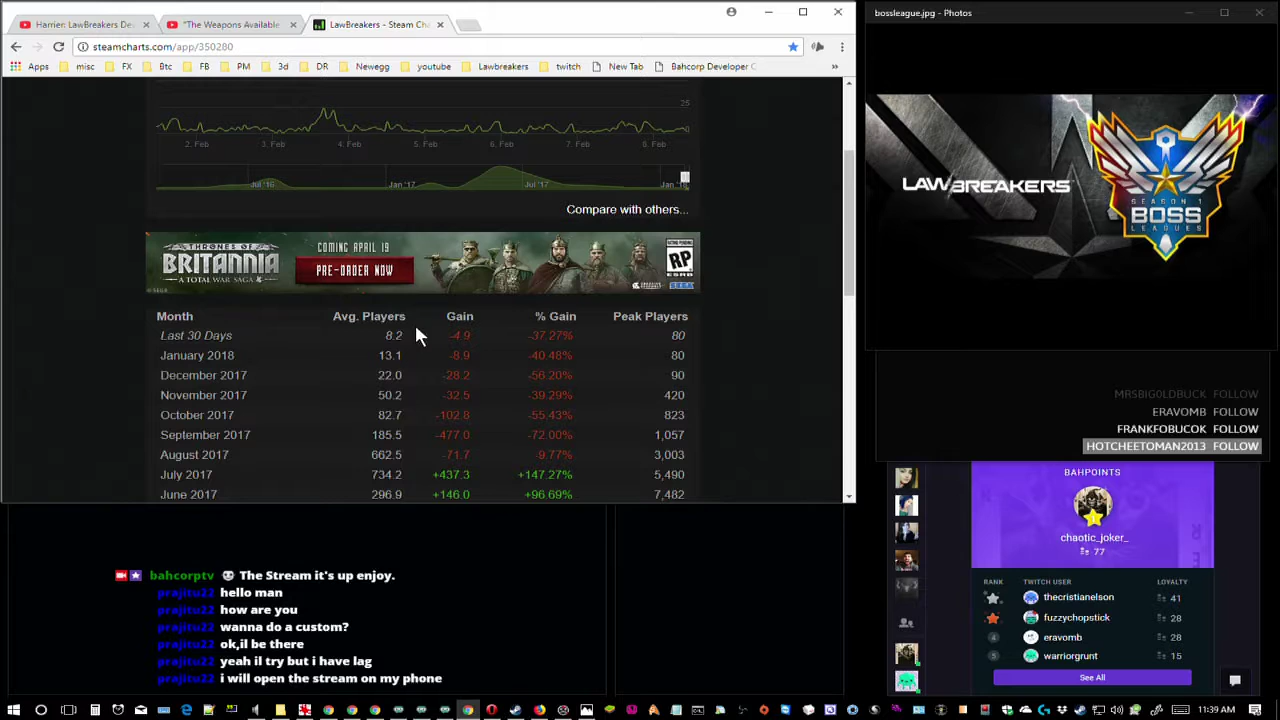 Harrier: LawBreakers De
"The Weapons Available
LawBreakers - Steam Cha
steamcharts.com/app/350280
Apps misc FX Btc FB PM 3d DR Newegg youtube Lawbreakers twitch New Tab Bahcorp Developer C
25
0
2. Feb 3. Feb 4. Feb 5. Feb 6. Feb 7. Feb 8. Feb
Jul '16 Jan '17 Jul '17 Jan '1
Compare with others...
THRONES OF
BRITANNIA
A TOTAL WAR SAGA
COMING APRIL 19
PRE-ORDER NOW
RP
ESRB
SEGA
Month Avg. Players Gain % Gain Peak Players
Last 30 Days 8.2 -4.9 -37.27% 80
January 2018 13.1 -8.9 -40.48% 80
December 2017 22.0 -28.2 -56.20% 90
November 2017 50.2 -32.5 -39.29% 420
October 2017 82.7 -102.8 -55.43% 823
September 2017 185.5 -477.0 -72.00% 1,057
August 2017 662.5 -71.7 -9.77% 3,003
July 2017 734.2 +437.3 +147.27% 5,490
June 2017 296.9 +146.0 +96.69% 7,482
bossleague.jpg - Photos
LAWBREAKERS
SEASON 1
BOSS
LEAGUES
MRSBIG0LDBUCK FOLLOW
ERAVOMB FOLLOW
FRANKFOBUCOK FOLLOW
HOTCHEETOMAN2013 FOLLOW
BAHPOINTS
1
chaotic_joker_
77
RANK TWITCH USER LOYALTY
thecristianelson 41
fuzzychopstick 28
4 eravomb 28
5 warriorgrunt 15
See All
bahcorptv The Stream it's up enjoy.
prajitu22 hello man
prajitu22 how are you
prajitu22 wanna do a custom?
prajitu22 ok,il be there
prajitu22 yeah il try but i have lag
prajitu22 i will open the stream on my phone
11:39 AM